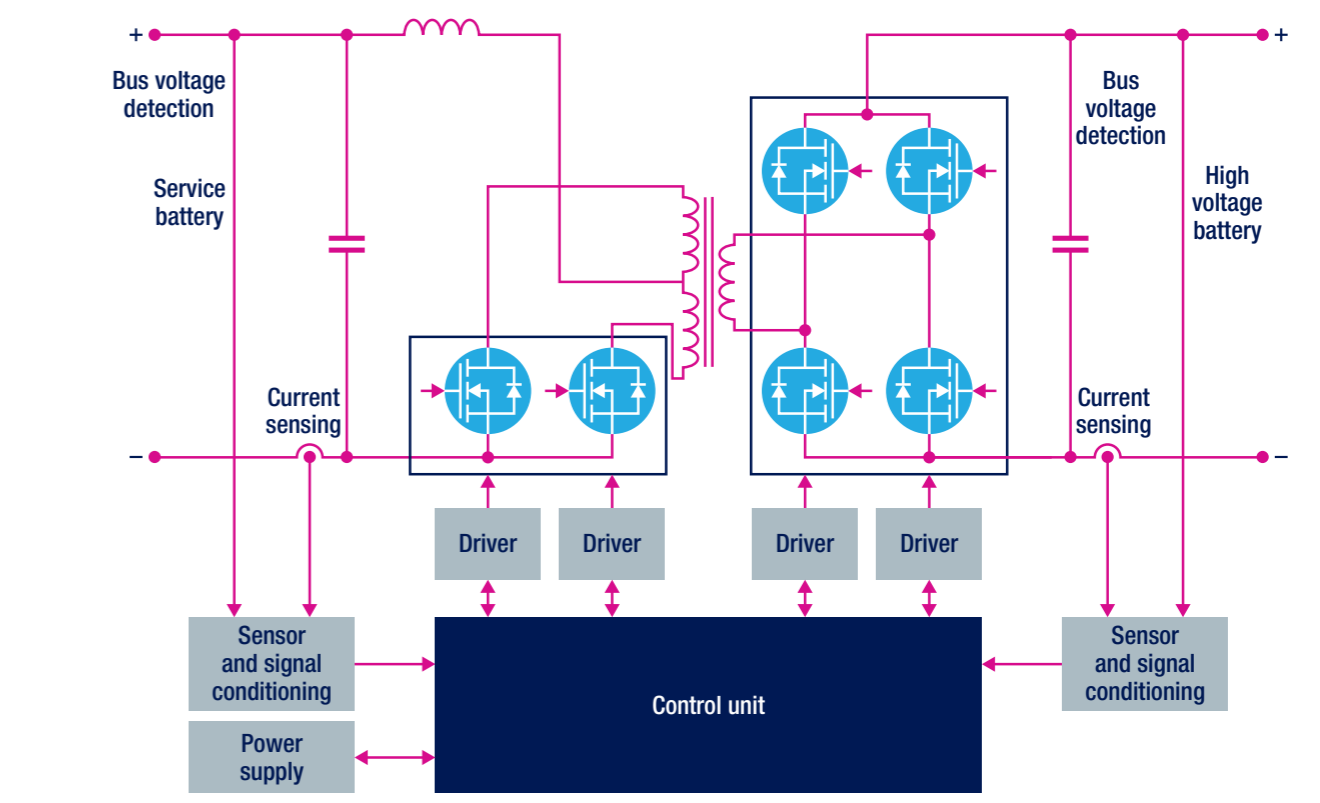 +
+
Bus voltage
detection
Bus
voltage
detection
Service
battery
High
voltage
battery
Current
sensing
Current
sensing
–
–
Driver
Driver
Driver
Driver
Sensor
and signal
conditioning
Control unit
Sensor
and signal
conditioning
Power
supply